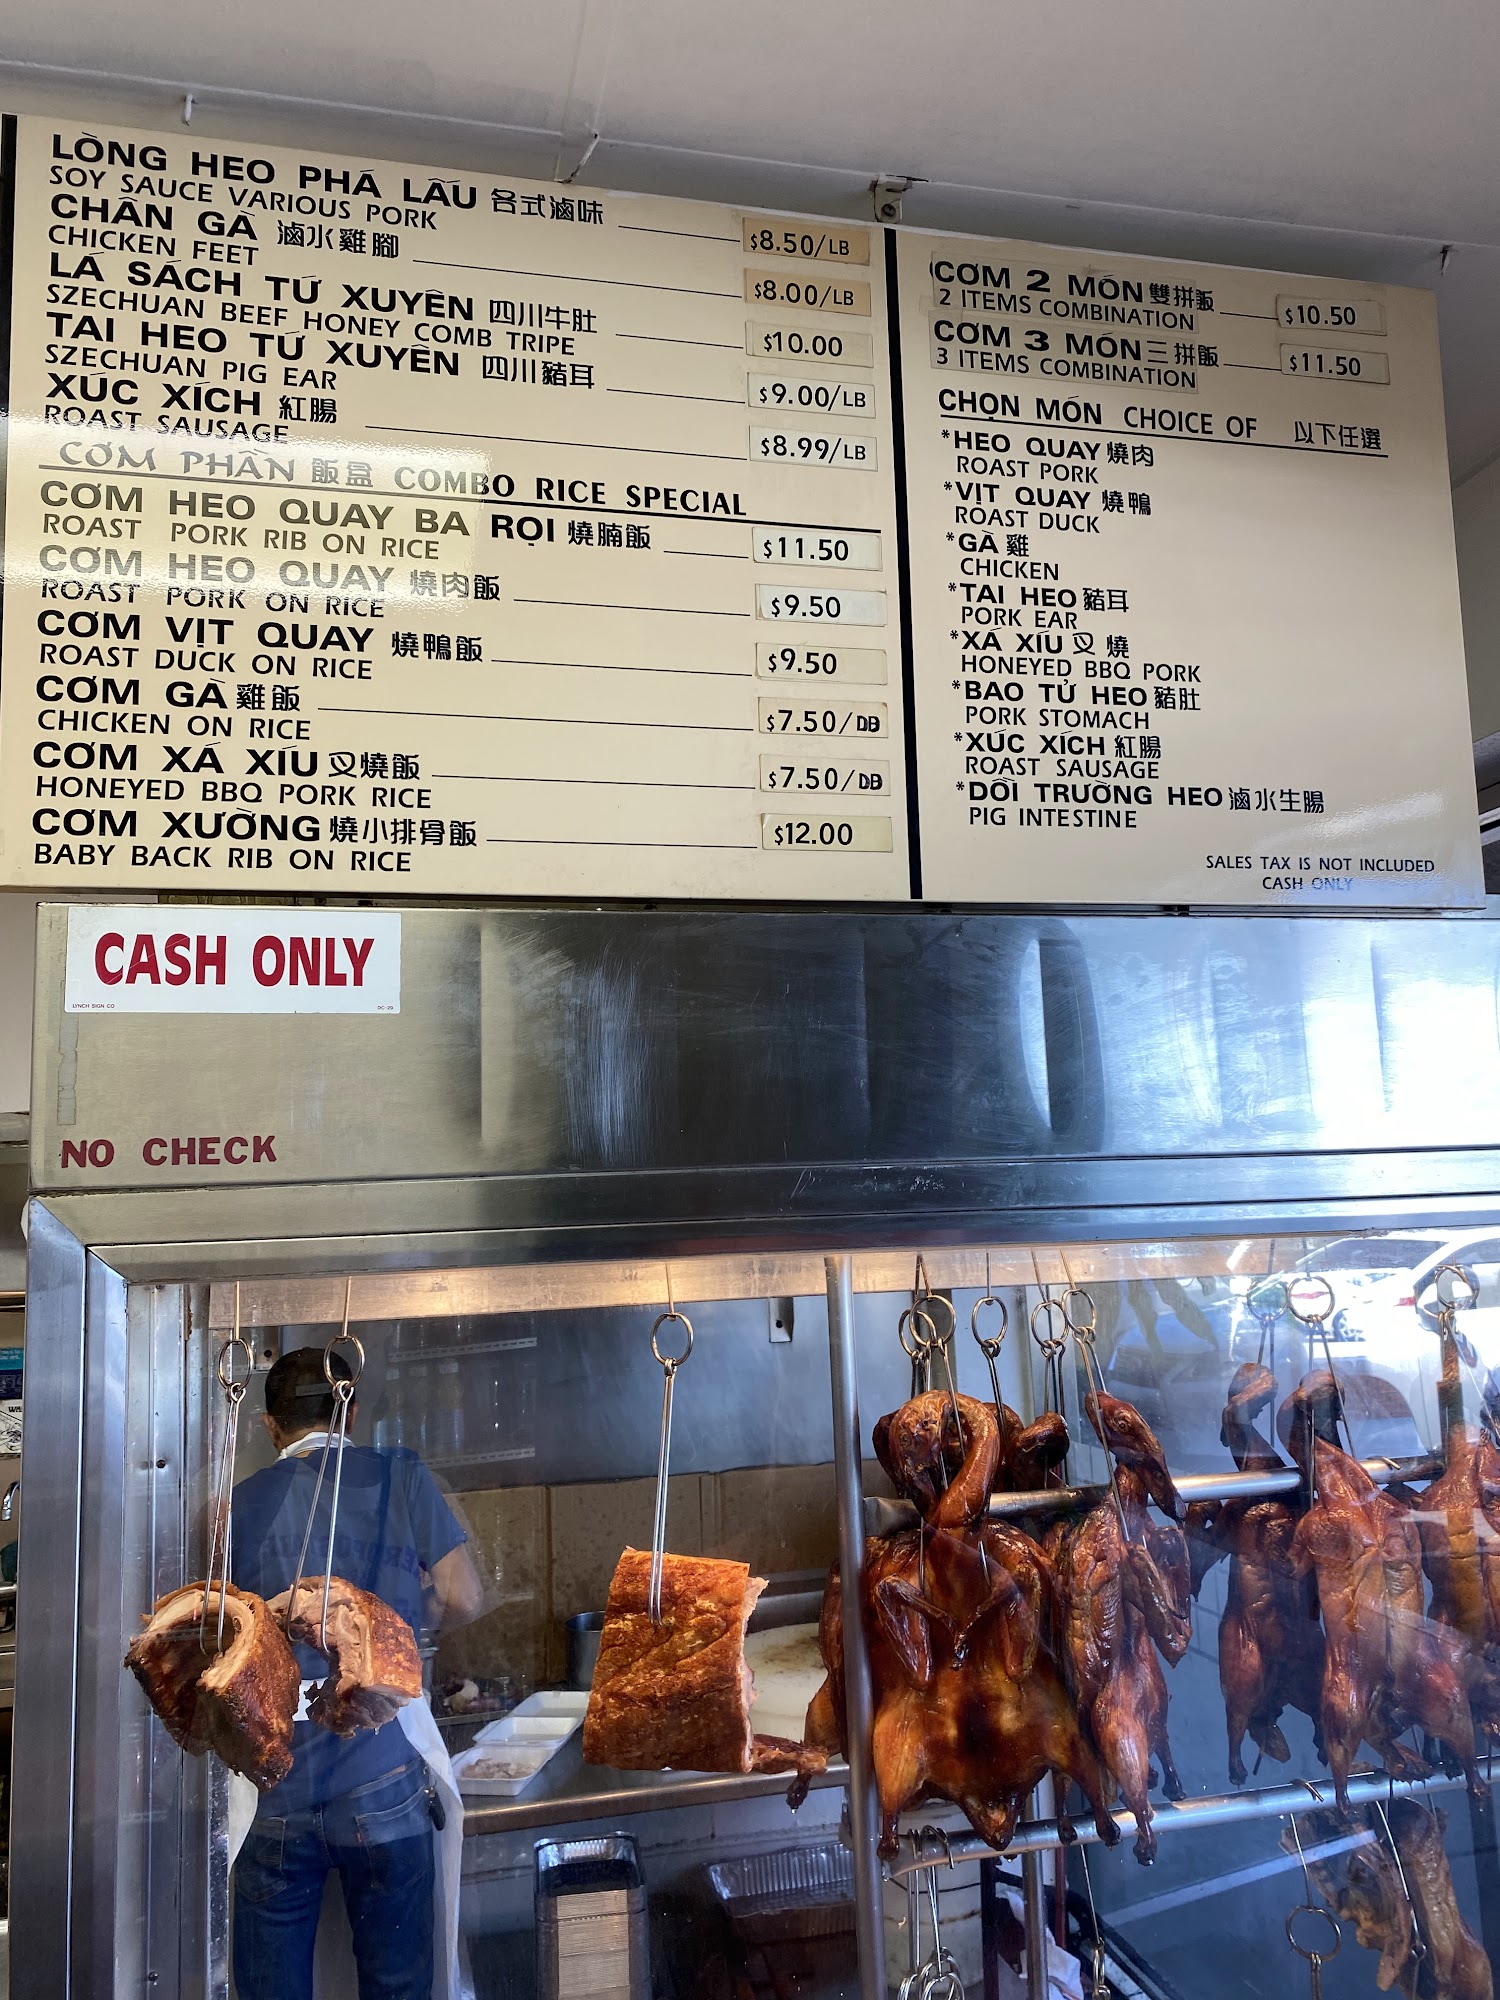 LÒNG HEO PHÁ LẤU 各式滷味 $8.50/LB
SOY SAUCE VARIOUS PORK
CHÂN GÀ 滷水雞腳 $8.00/LB
CHICKEN FEET
LÁ SÁCH TỨ XUYÊN 四川牛肚 $10.00
SZECHUAN BEEF HONEY COMB TRIPE
TAI HEO TỨ XUYÊN 四川豬耳 $9.00/LB
SZECHUAN PIG EAR
XÚC XÍCH 紅腸 $8.99/LB
ROAST SAUSAGE
CƠM PHẦN 飯盒 COMBO RICE SPECIAL
CƠM HEO QUAY BA RỌI 燒腩飯 $11.50
ROAST PORK RIB ON RICE
CƠM HEO QUAY 燒肉飯 $9.50
ROAST PORK ON RICE
CƠM VỊT QUAY 燒鴨飯 $9.50
ROAST DUCK ON RICE
CƠM GÀ 雞飯 $7.50/DB
CHICKEN ON RICE
CƠM XÁ XÍU 叉燒飯 $7.50/DB
HONEYED BBQ PORK RICE
CƠM XƯỜNG 燒小排骨飯 $12.00
BABY BACK RIB ON RICE
CƠM 2 MÓN 雙拼飯 $10.50
2 ITEMS COMBINATION
CƠM 3 MÓN 三拼飯 $11.50
3 ITEMS COMBINATION
CHỌN MÓN CHOICE OF 以下任選
*HEO QUAY 燒肉
ROAST PORK
*VỊT QUAY 燒鴨
ROAST DUCK
*GÀ 雞
CHICKEN
*TAI HEO 豬耳
PORK EAR
*XÁ XÍU 叉燒
HONEYED BBQ PORK
*BAO TỬ HEO 豬肚
PORK STOMACH
*XÚC XÍCH 紅腸
ROAST SAUSAGE
*DỒI TRƯỜNG HEO 滷水生腸
PIG INTESTINE
SALES TAX IS NOT INCLUDED
CASH ONLY
CASH ONLY
LYNCH SIGN CO DC-29
NO CHECK